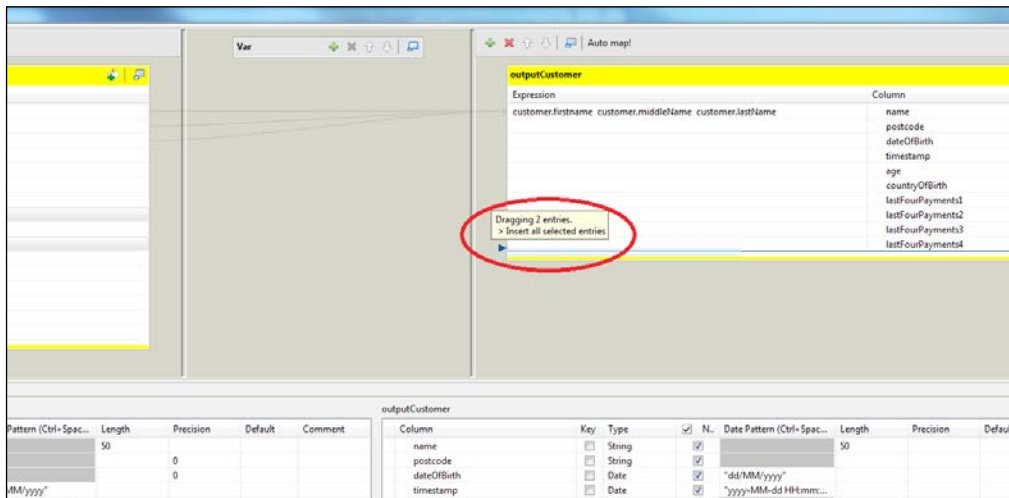 Var
Auto map!
outputCustomer
Expression Column
customer.firstname customer.middleName customer.lastName name
postcode
dateOfBirth
timestamp
age
countryOfBirth
lastFourPayments1
Dragging 2 entries. lastFourPayments2
> Insert all selected entries lastFourPayments3
lastFourPayments4
outputCustomer
Pattern (Ctrl+Spac... Length Precision Default Comment Column Key Type N.. Date Pattern (Ctrl+Spac... Length Precision Defau
50 name String 50
0 postcode String
0 dateOfBirth Date "dd/MM/yyyy"
MM/yyyy" timestamp Date "yyyy-MM-dd HH:mm:...